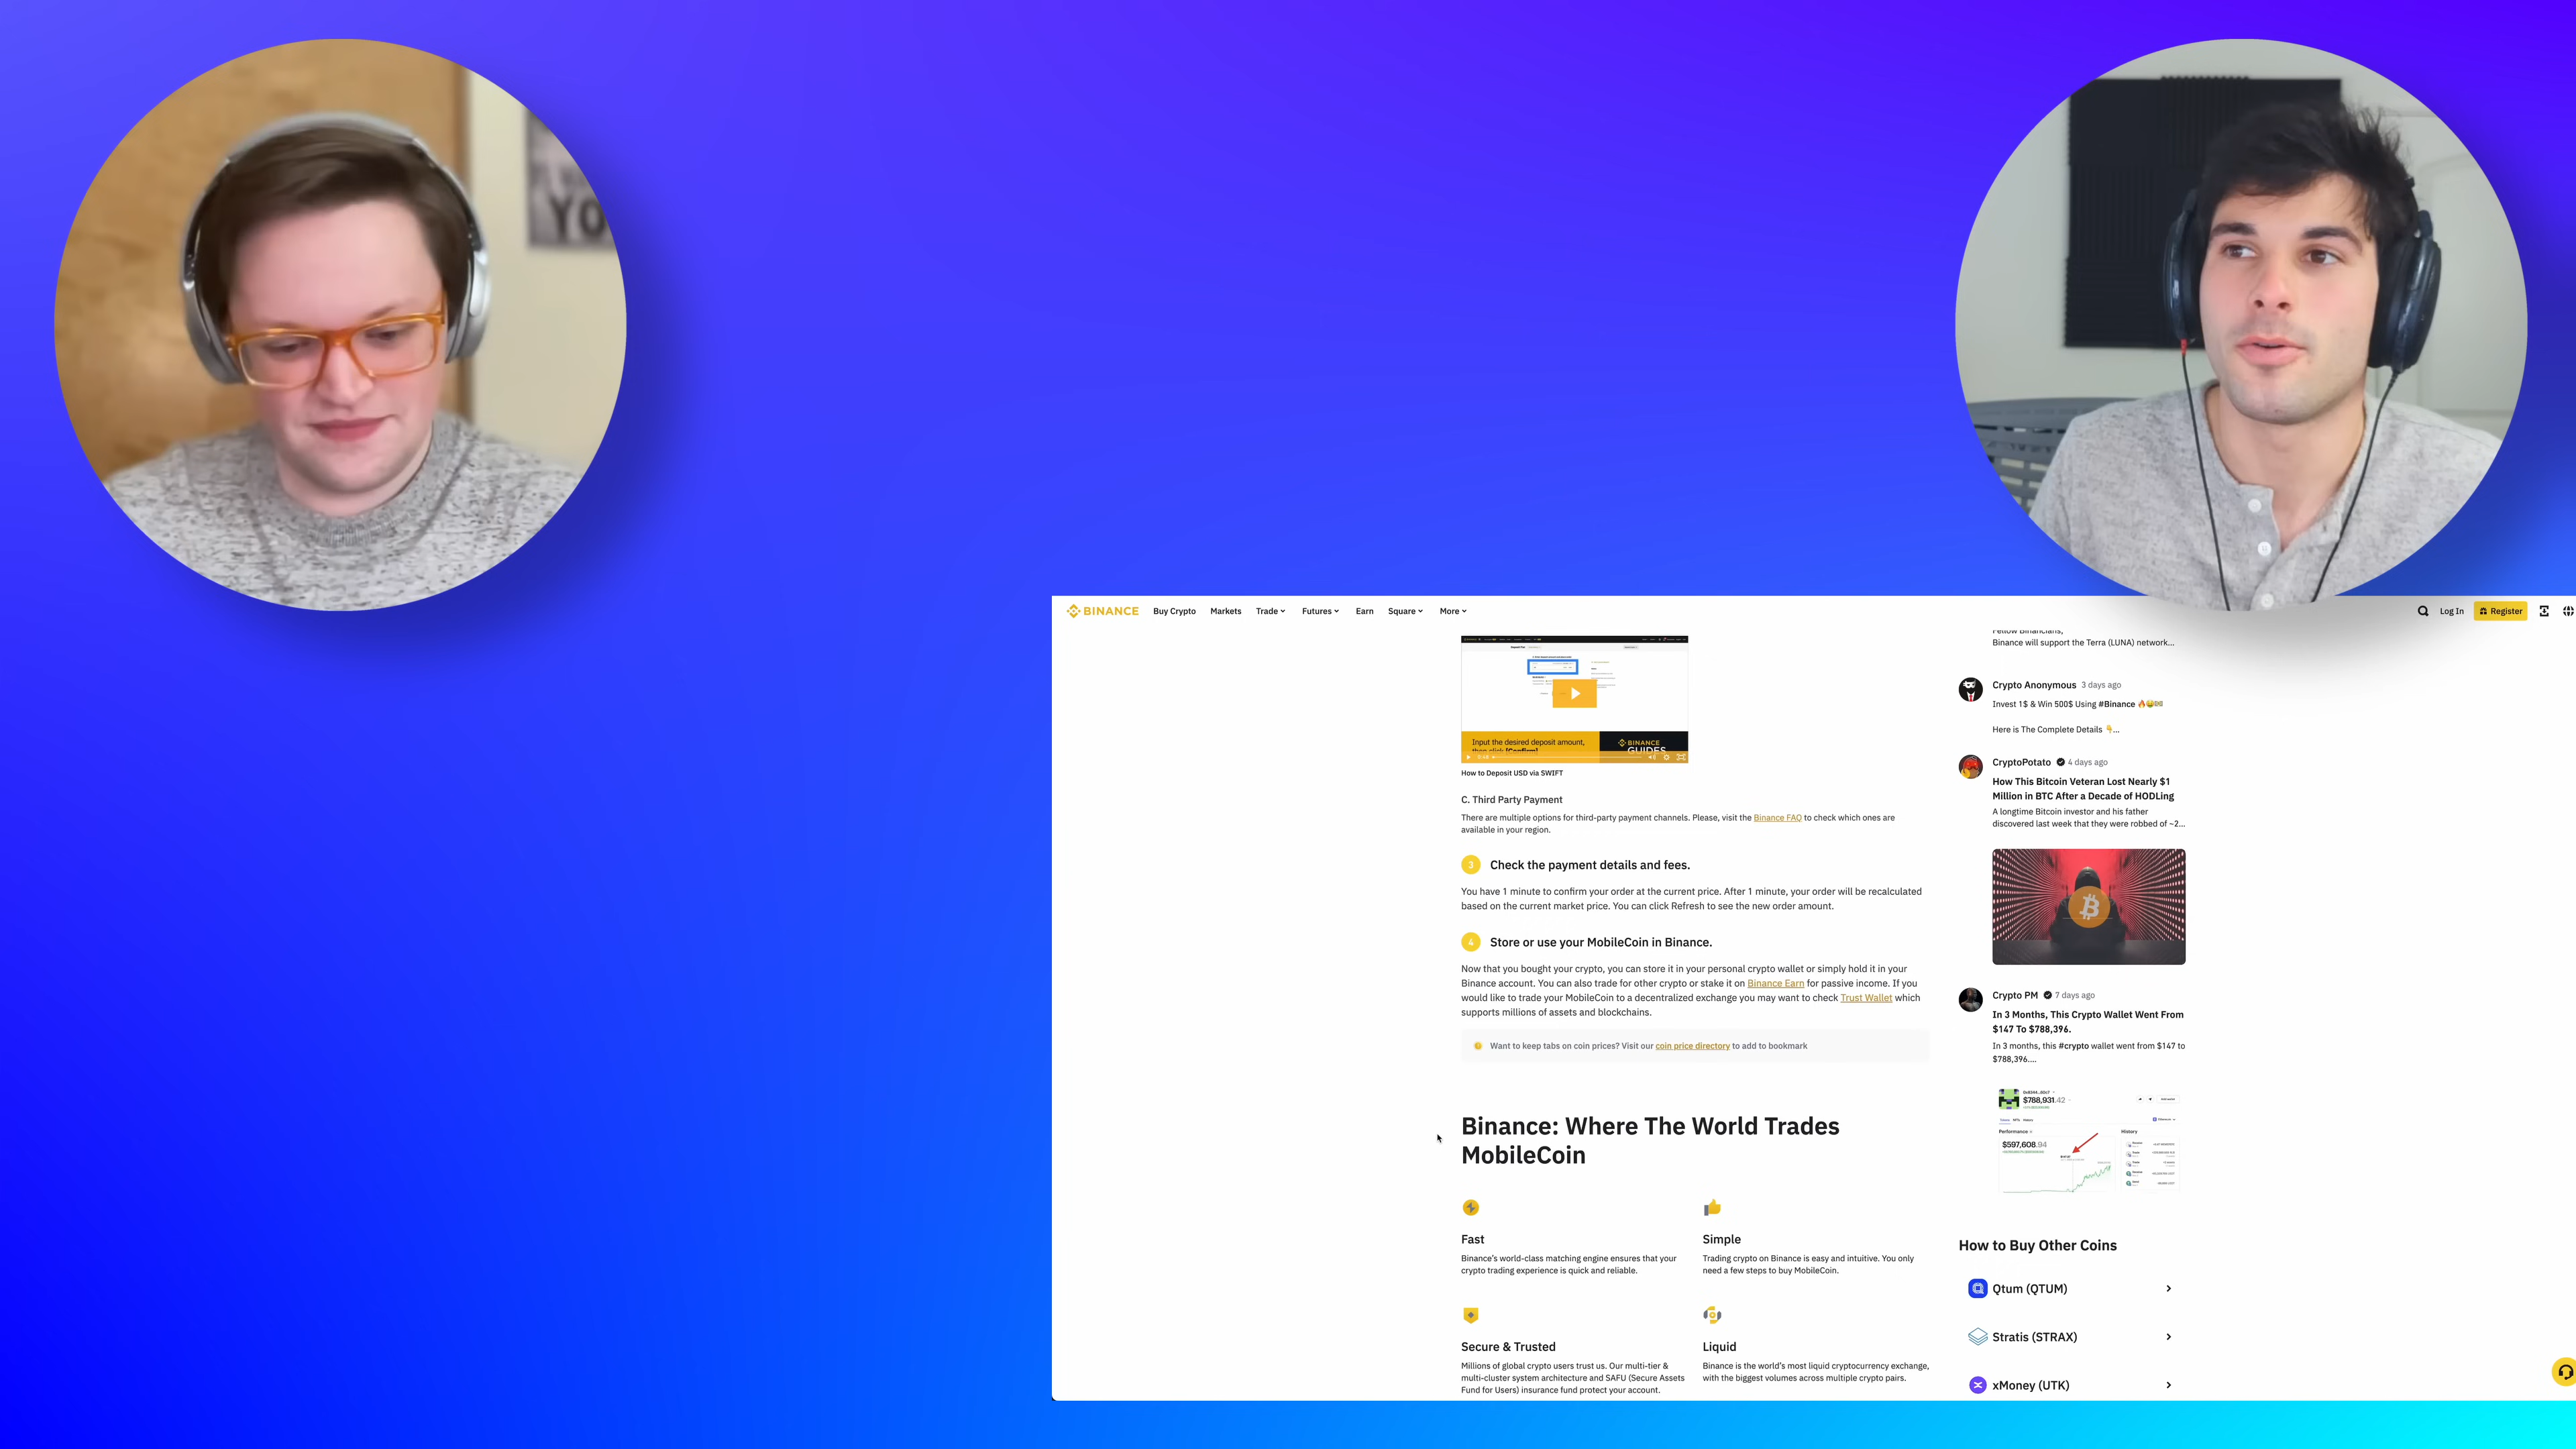 YO
BINANCE
Buy Crypto
Markets
Trade
Futures
Earn
Square
More
Log In
Register
Input the desired deposit amount,
then click [Confirm]
BINANCE
GUIDES
How to Deposit USD via SWIFT
C. Third Party Payment
There are multiple options for third-party payment channels. Please, visit the Binance FAQ to check which ones are
available in your region.
3 Check the payment details and fees.
You have 1 minute to confirm your order at the current price. After 1 minute, your order will be recalculated
based on the current market price. You can click Refresh to see the new order amount.
4 Store or use your MobileCoin in Binance.
Now that you bought your crypto, you can store it in your personal crypto wallet or simply hold it in your
Binance account. You can also trade for other crypto or stake it on Binance Earn for passive income. If you
would like to trade your MobileCoin to a decentralized exchange you may want to check Trust Wallet which
supports millions of assets and blockchains.
Want to keep tabs on coin prices? Visit our coin price directory to add to bookmark
Binance: Where The World Trades
MobileCoin
Fast
Binance's world-class matching engine ensures that your
crypto trading experience is quick and reliable.
Simple
Trading crypto on Binance is easy and intuitive. You only
need a few steps to buy MobileCoin.
Secure & Trusted
Millions of global crypto users trust us. Our multi-tier &
multi-cluster system architecture and SAFU (Secure Assets
Fund for Users) insurance fund protect your account.
Liquid
Binance is the world's most liquid cryptocurrency exchange,
with the biggest volumes across multiple crypto pairs.
Fellow Binancians,
Binance will support the Terra (LUNA) network...
Crypto Anonymous 3 days ago
Invest 1$ & Win 500$ Using #Binance
Here is The Complete Details 👇...
CryptoPotato 4 days ago
How This Bitcoin Veteran Lost Nearly $1
Million in BTC After a Decade of HODLing
A longtime Bitcoin investor and his father
discovered last week that they were robbed of ~2...
Crypto PM 7 days ago
In 3 Months, This Crypto Wallet Went From
$147 To $788,396.
In 3 months, this #crypto wallet went from $147 to
$788,396....
$788,931.42
Performance
$597,608.94
History
How to Buy Other Coins
Qtum (QTUM)
Stratis (STRAX)
xMoney (UTK)